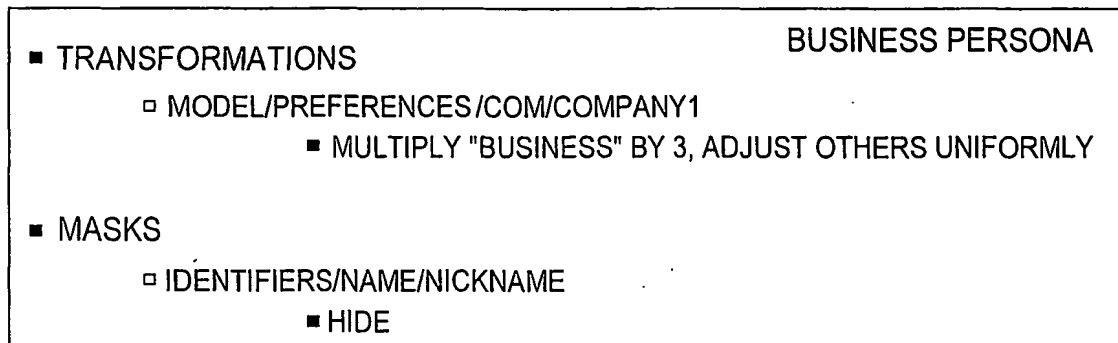 BUSINESS PERSONA
■ TRANSFORMATIONS
▫ MODEL/PREFERENCES/COM/COMPANY1
■ MULTIPLY "BUSINESS" BY 3, ADJUST OTHERS UNIFORMLY
■ MASKS
▫ IDENTIFIERS/NAME/NICKNAME
■ HIDE